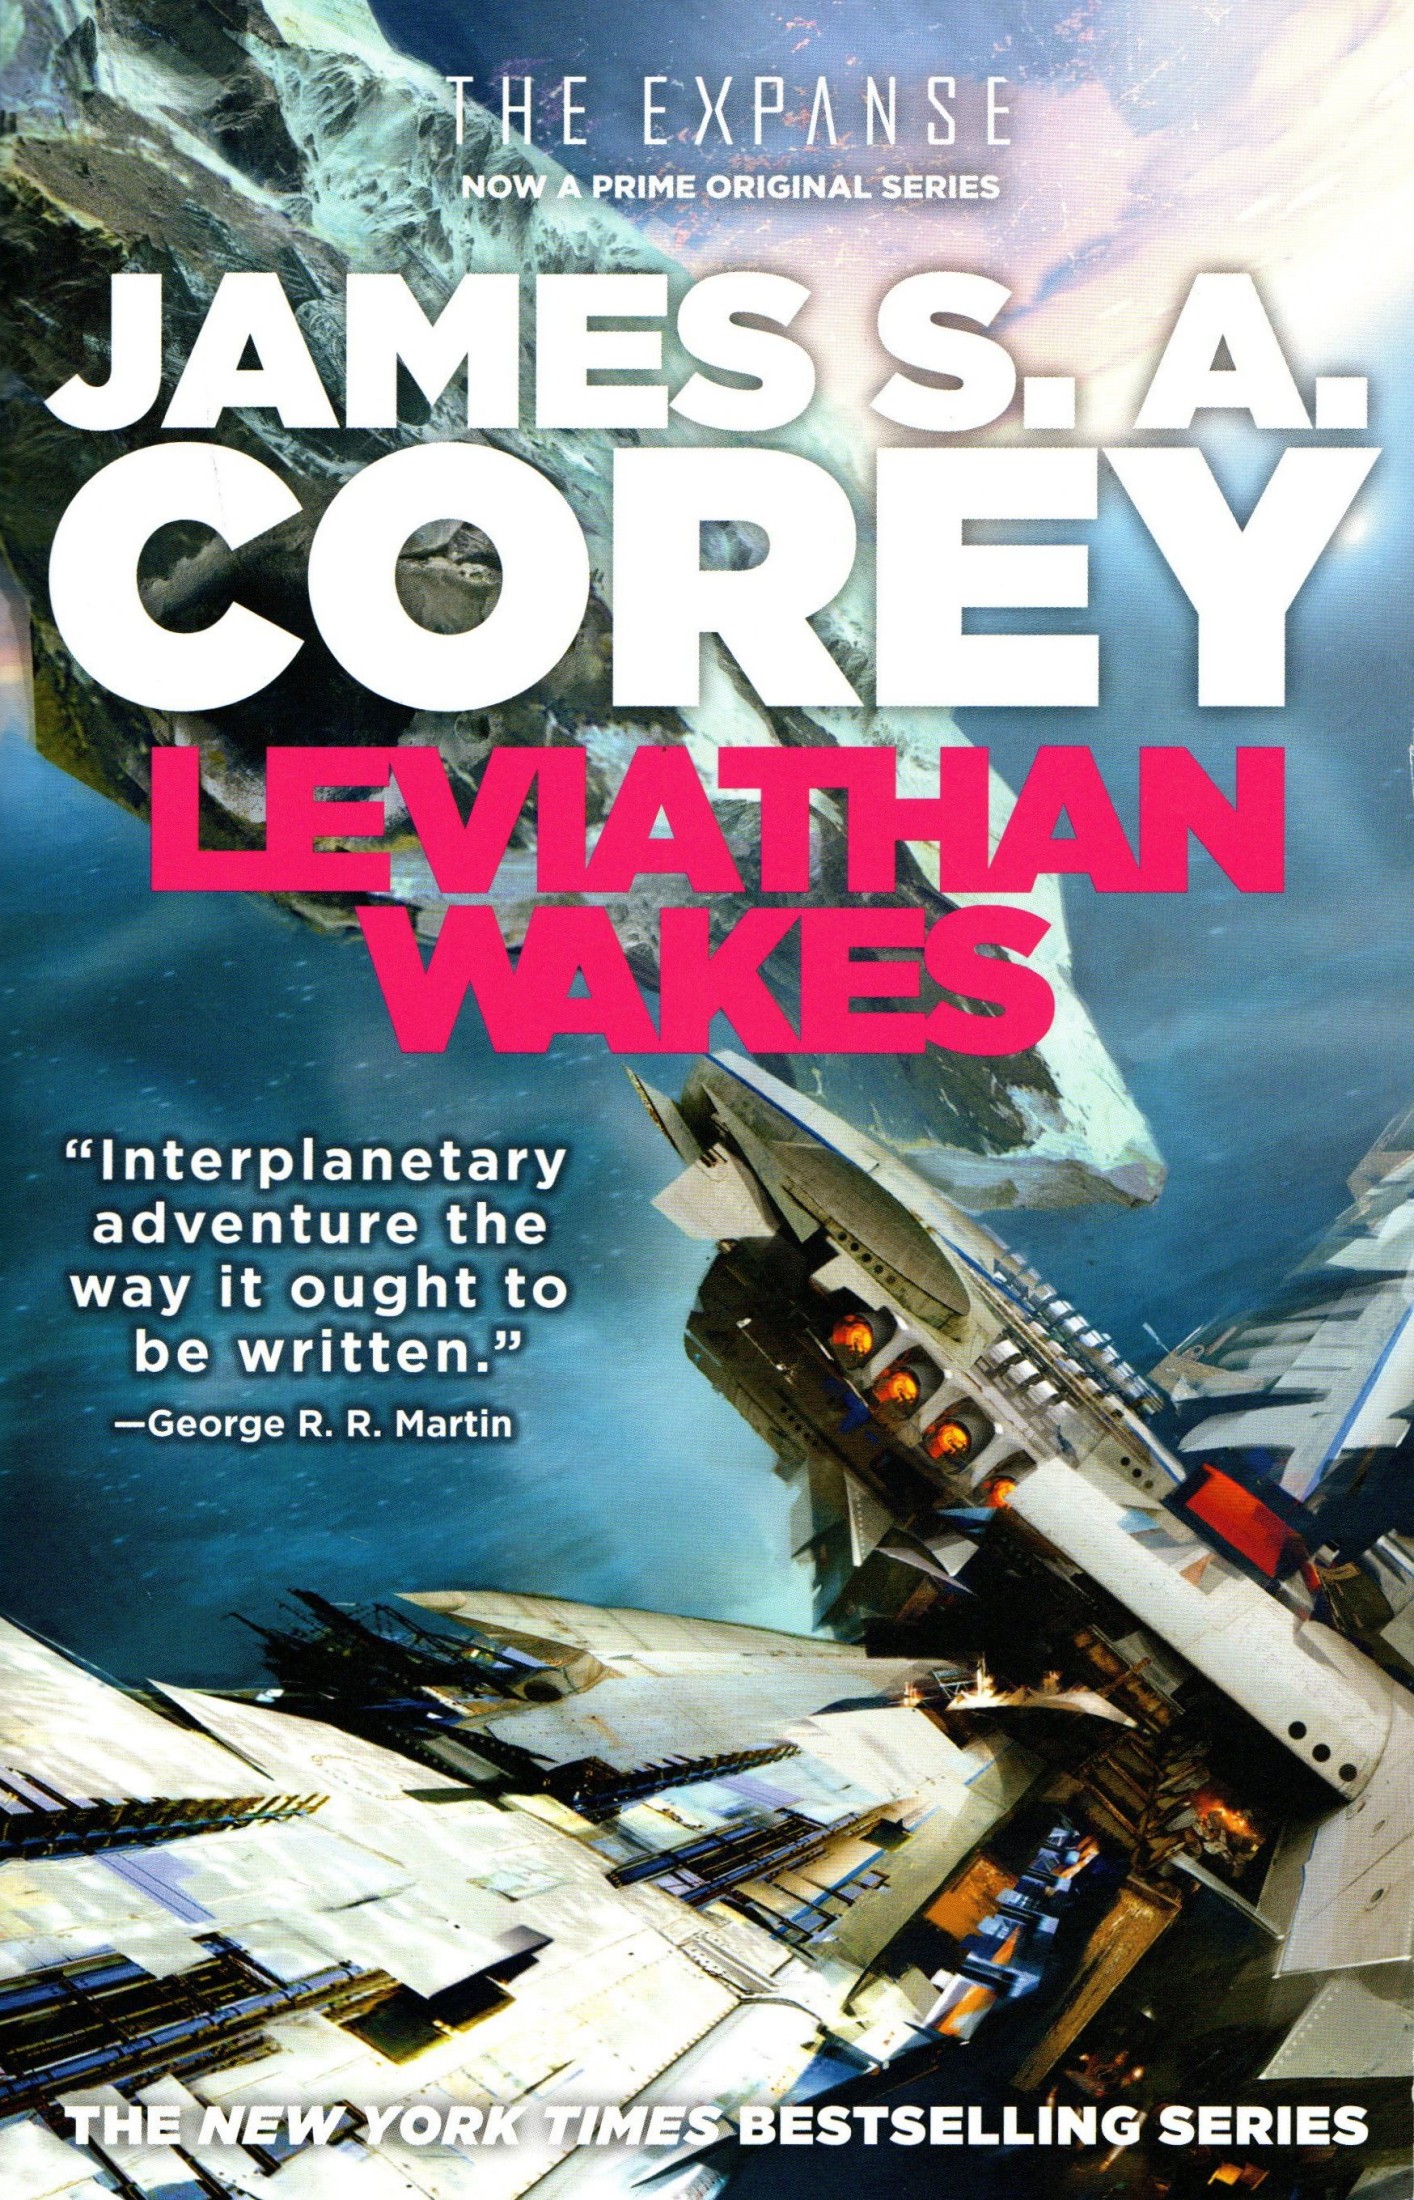 THE EXPANSE
NOW A PRIME ORIGINAL SERIES
JAMES S. A.
COREY
LEVIATHAN
WAKES
“Interplanetary
adventure the
way it ought to
be written.”
—George R. R. Martin
THE NEW YORK TIMES BESTSELLING SERIES